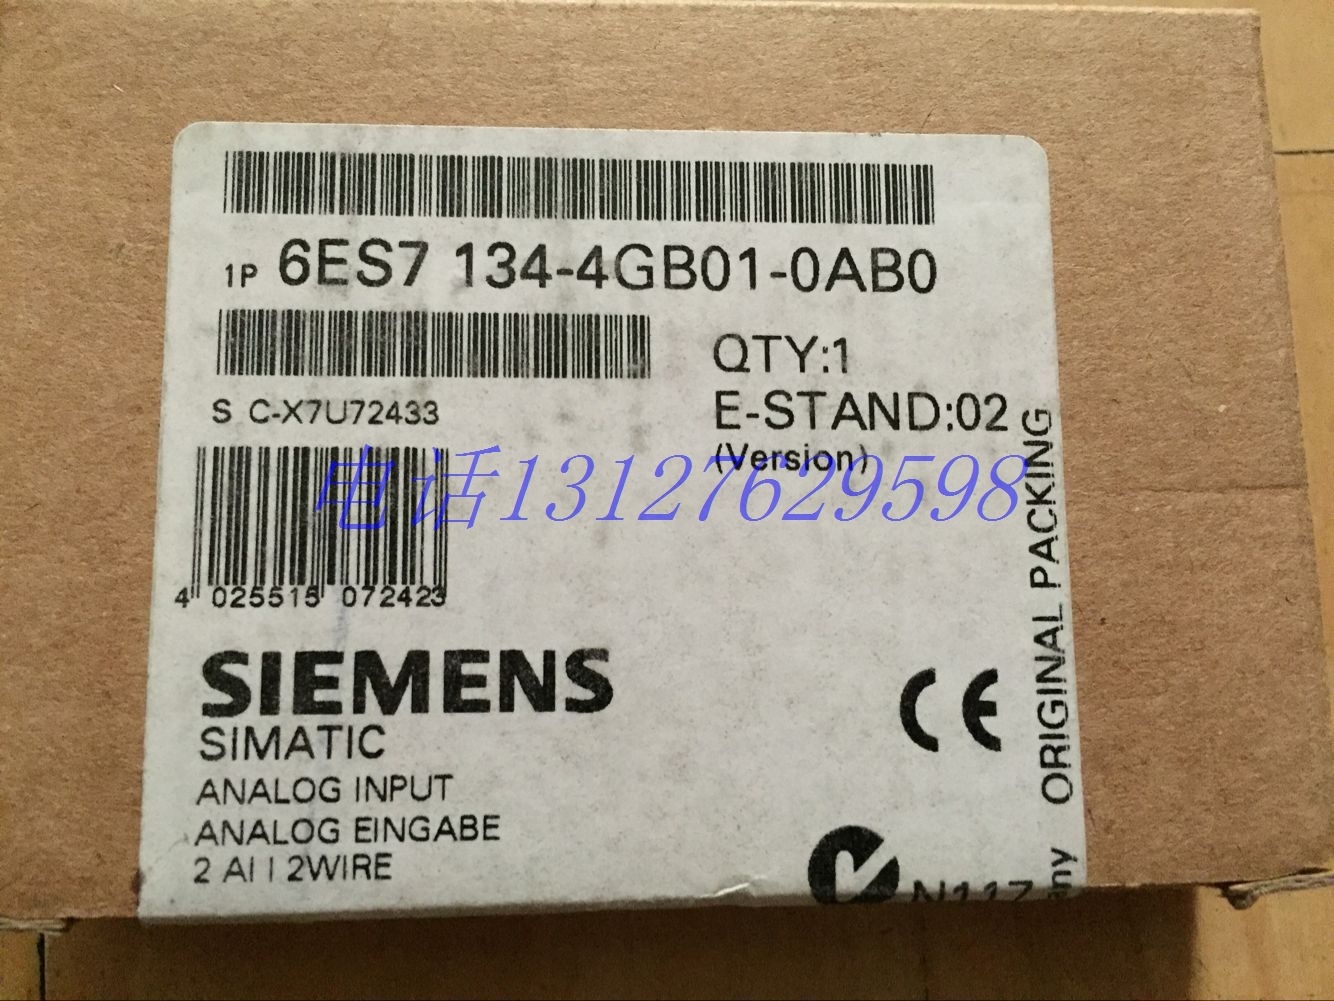 1P 6ES7 134-4GB01-0AB0
QTY:1
S C-X7U72433
E-STAND:02
(Version)
电话13127629598
4 025515 072423
SIEMENS
SIMATIC
ANALOG INPUT
ANALOG EINGABE
2 AI I 2WIRE
CE
N117
ORIGINAL PACKING